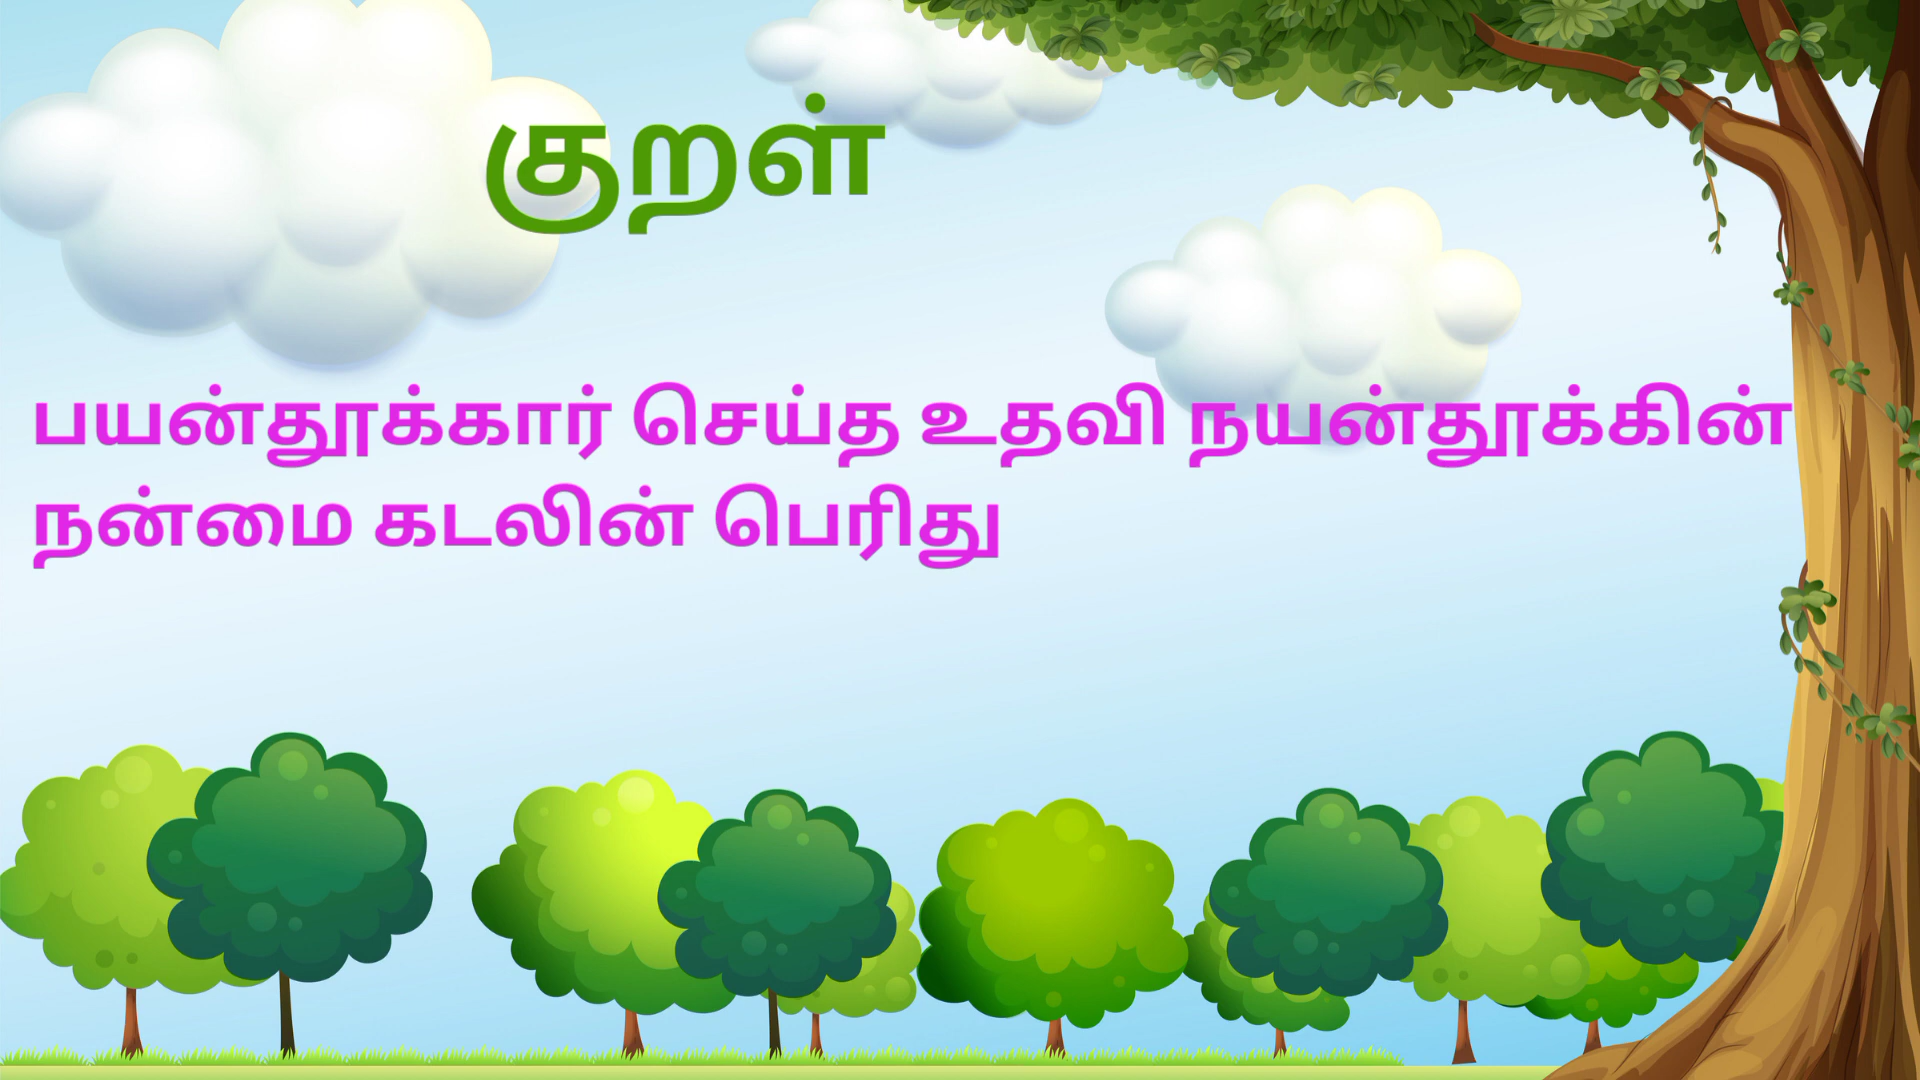 குறள்
பயன்தூக்கார் செய்த உதவி நயன்தூக்கின்
நன்மை கடலின் பெரிது